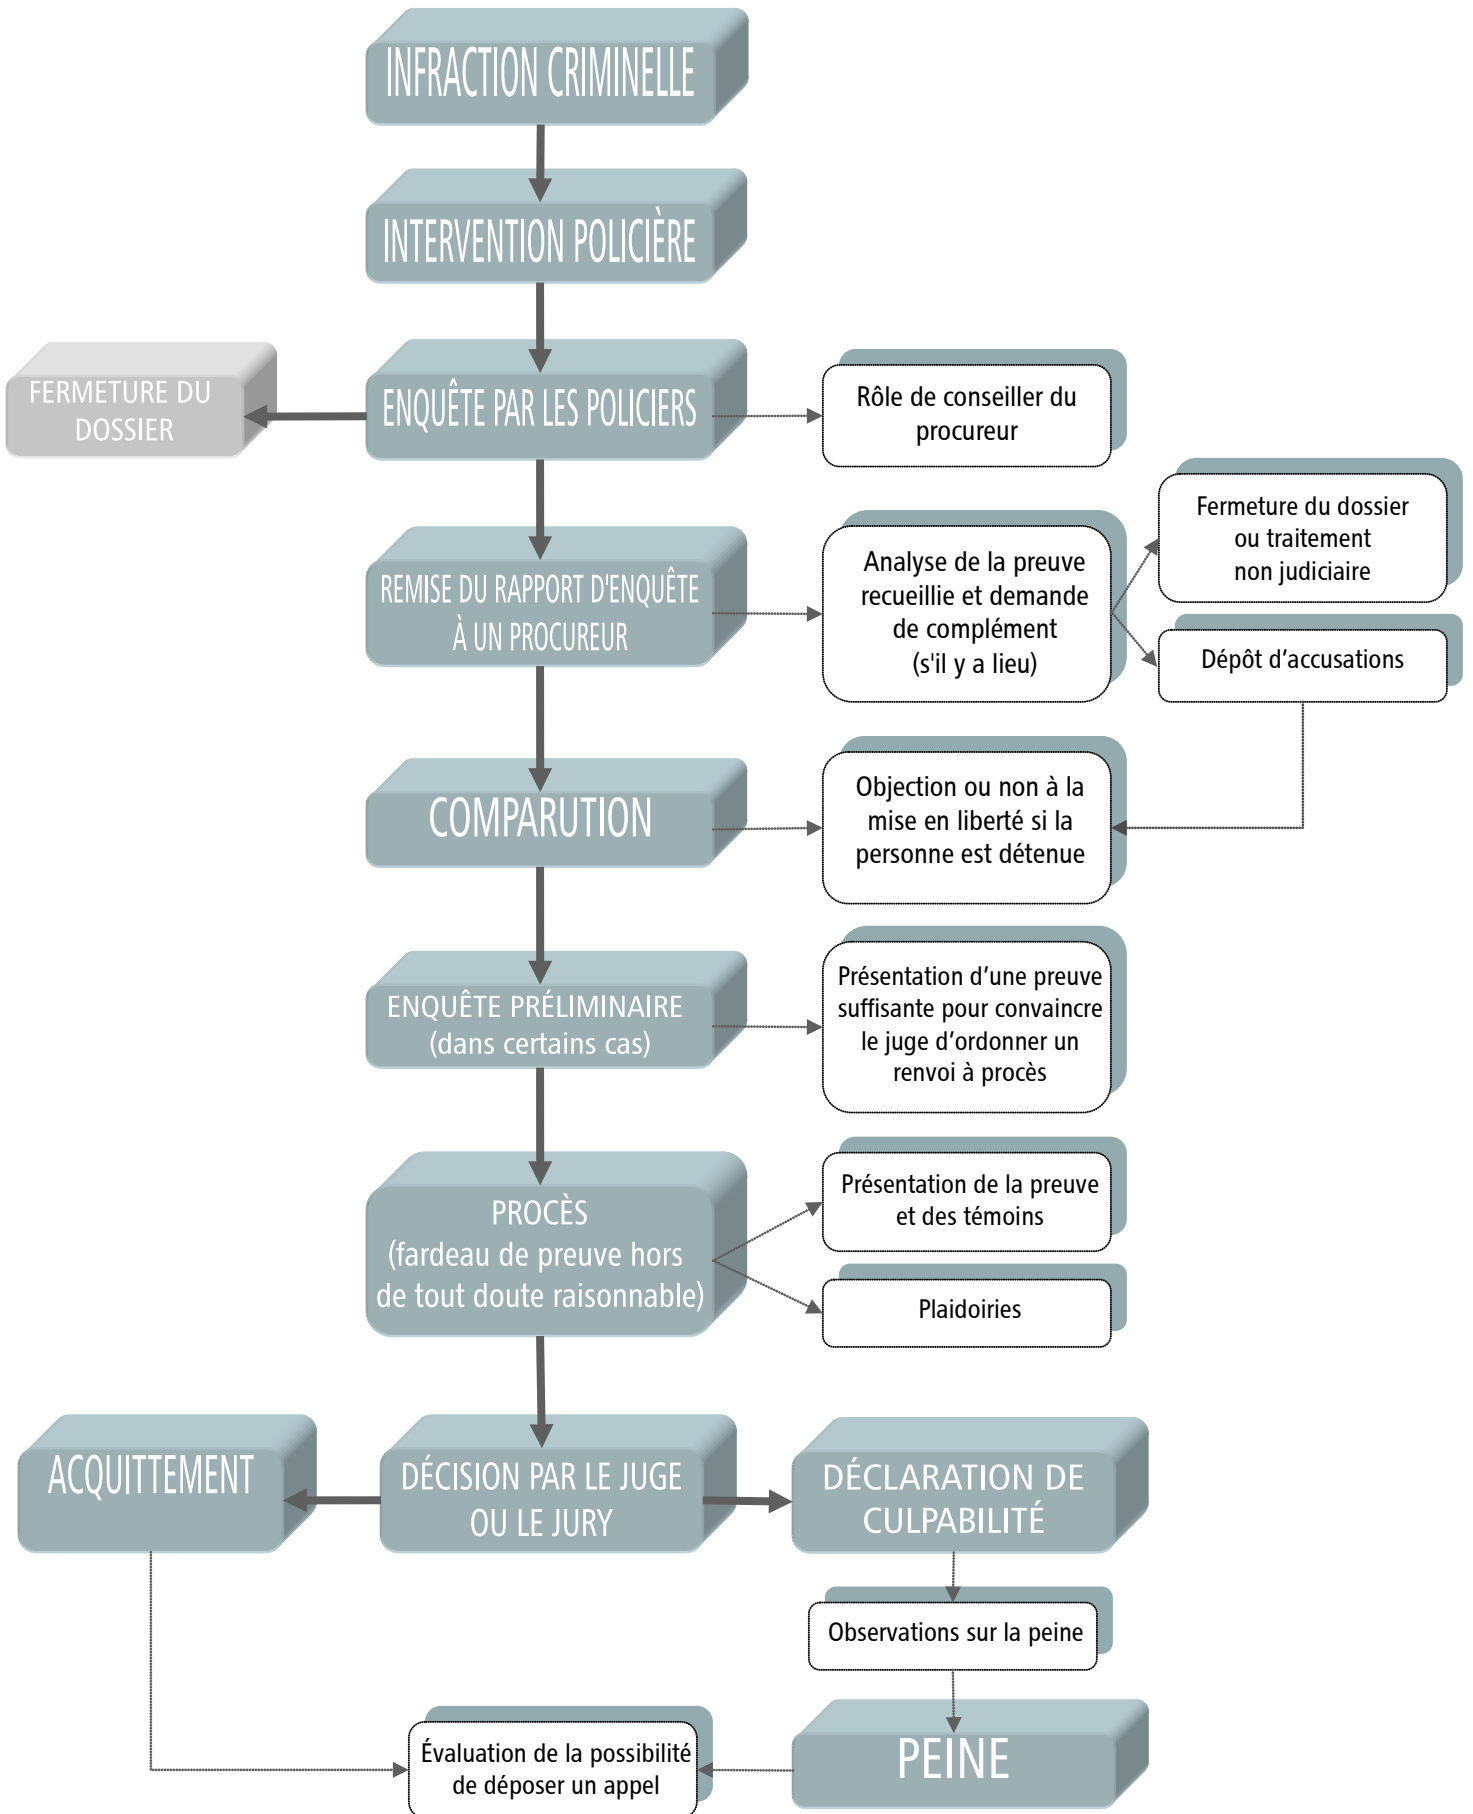 INFRACTION CRIMINELLE
INTERVENTION POLICIÈRE
FERMETURE DU
DOSSIER
ENQUÊTE PAR LES POLICIERS
Rôle de conseiller du
procureur
REMISE DU RAPPORT D'ENQUÊTE
À UN PROCUREUR
Analyse de la preuve
recueillie et demande
de complément
(s'il y a lieu)
Fermeture du dossier
ou traitement
non judiciaire
Dépôt d’accusations
COMPARUTION
Objection ou non à la
mise en liberté si la
personne est détenue
ENQUÊTE PRÉLIMINAIRE
(dans certains cas)
Présentation d’une preuve
suffisante pour convaincre
le juge d’ordonner un
renvoi à procès
PROCÈS
(fardeau de preuve hors
de tout doute raisonnable)
Présentation de la preuve
et des témoins
Plaidoiries
ACQUITTEMENT
DÉCISION PAR LE JUGE
OU LE JURY
DÉCLARATION DE
CULPABILITÉ
Observations sur la peine
Évaluation de la possibilité
de déposer un appel
PEINE